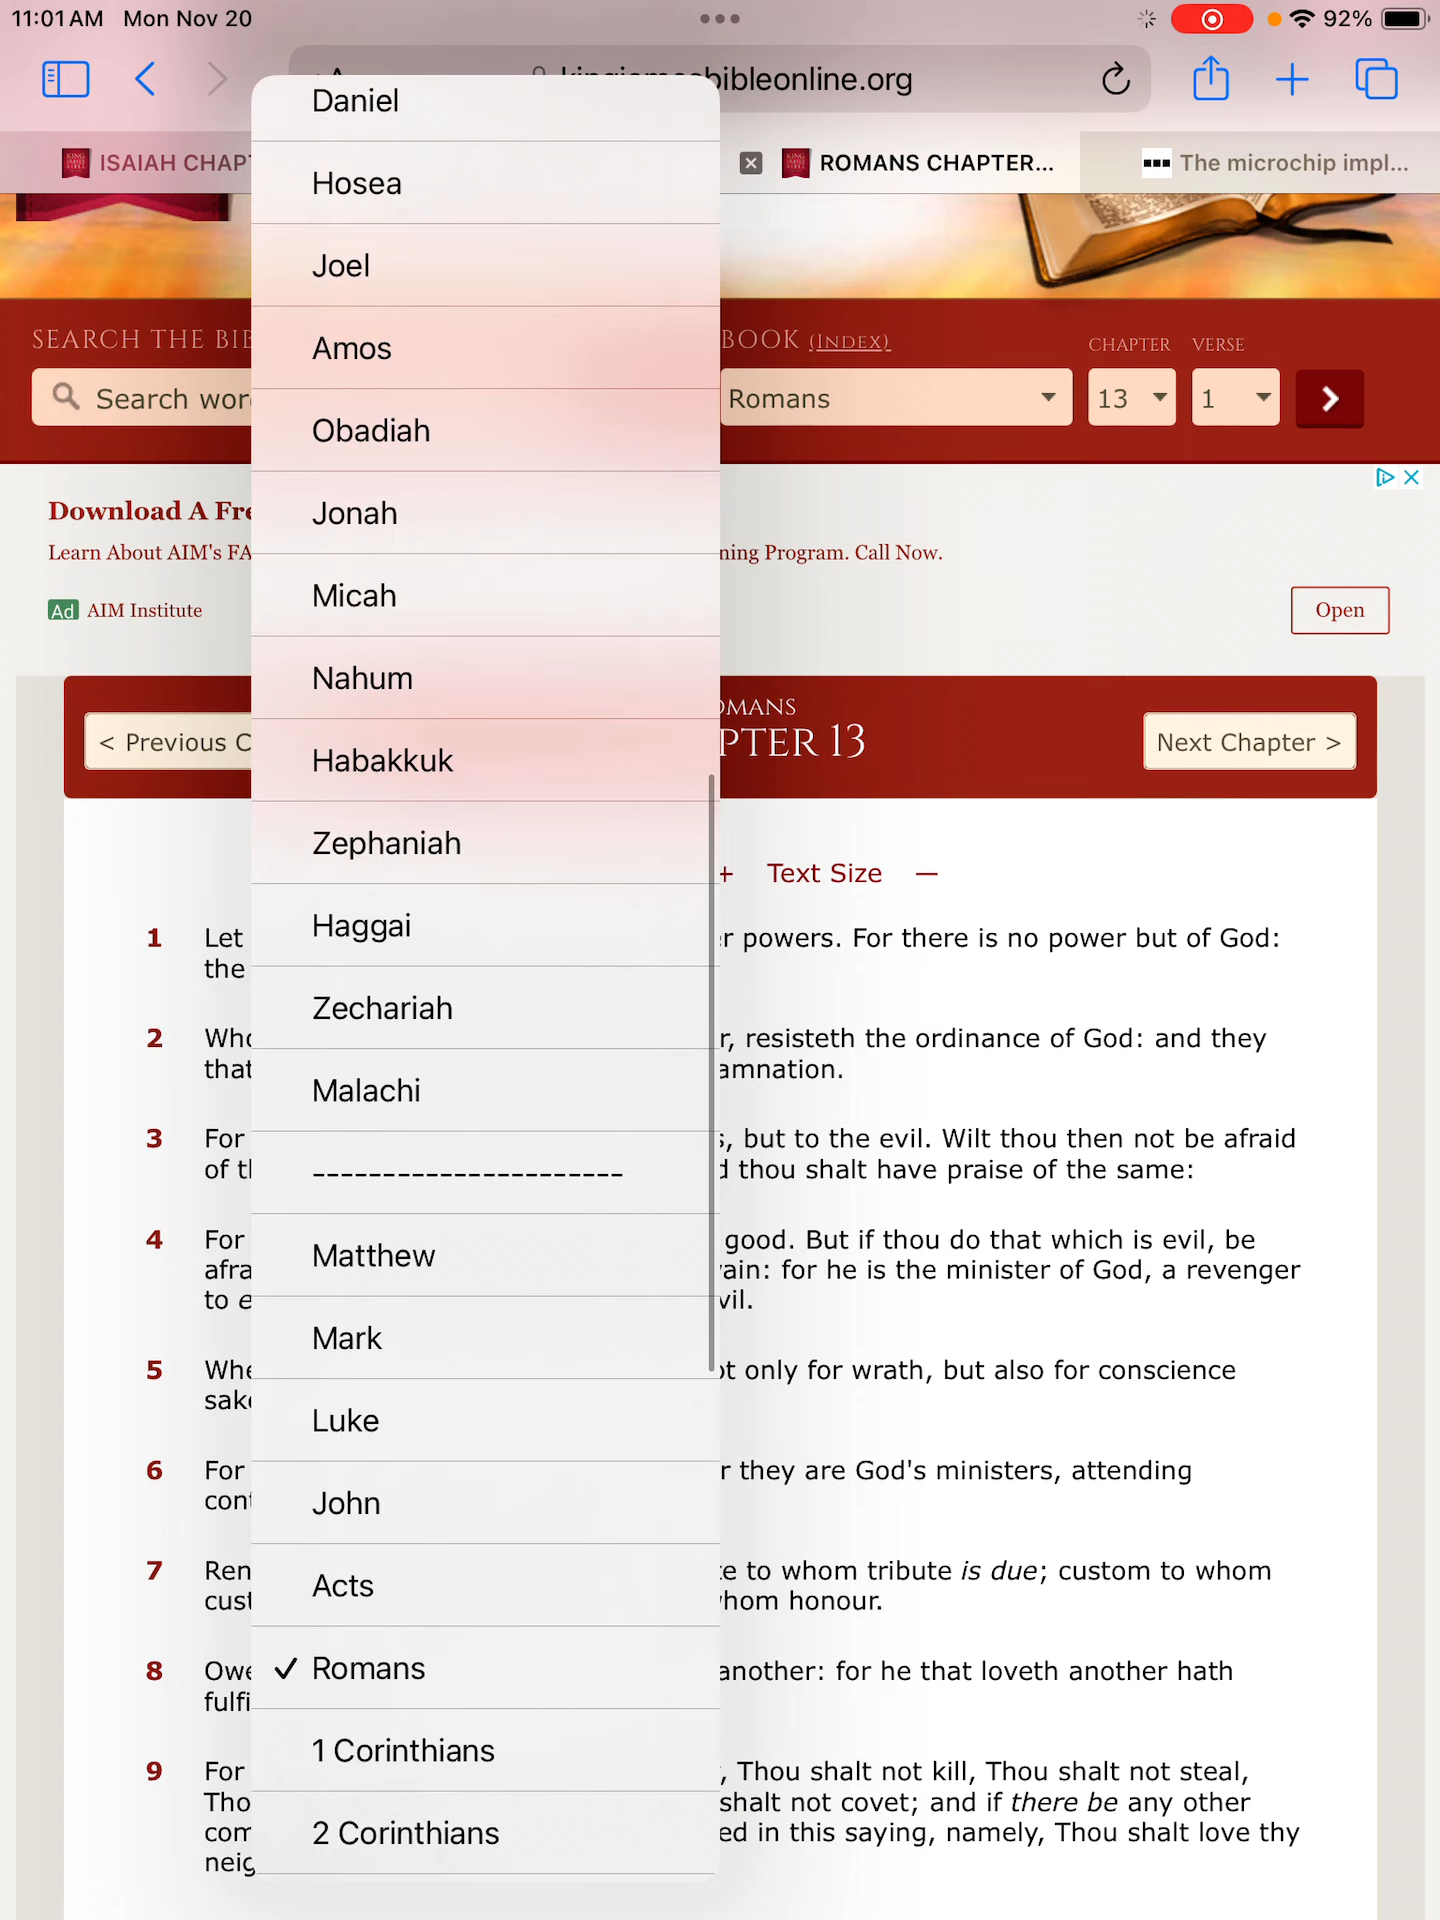 11:01 AM Mon Nov 20
92%
bibleonline.org
ISAIAH CHAP
ROMANS CHAPTER...
The microchip impl...
SEARCH THE BIB
BOOK (INDEX)
CHAPTER VERSE
Search wor
Romans
13
1
Download A Fre
Learn About AIM's FA
ning Program. Call Now.
Ad AIM Institute
Open
Daniel
Hosea
Joel
Amos
Obadiah
Jonah
Micah
Nahum
Habakkuk
Zephaniah
Haggai
Zechariah
Malachi
----------------------
Matthew
Mark
Luke
John
Acts
✓ Romans
1 Corinthians
2 Corinthians
OMANS
PTER 13
< Previous C
Next Chapter >
+ Text Size —
1 Let r powers. For there is no power but of God:
the
2 Who r, resisteth the ordinance of God: and they
that amnation.
3 For s, but to the evil. Wilt thou then not be afraid
of t d thou shalt have praise of the same:
4 For good. But if thou do that which is evil, be
afra ain: for he is the minister of God, a revenger
to e vil.
5 Whe ot only for wrath, but also for conscience
sake
6 For r they are God's ministers, attending
cont
7 Ren e to whom tribute is due; custom to whom
cust hom honour.
8 Owe another: for he that loveth another hath
fulfi
9 For , Thou shalt not kill, Thou shalt not steal,
Tho shalt not covet; and if there be any other
com ed in this saying, namely, Thou shalt love thy
neig